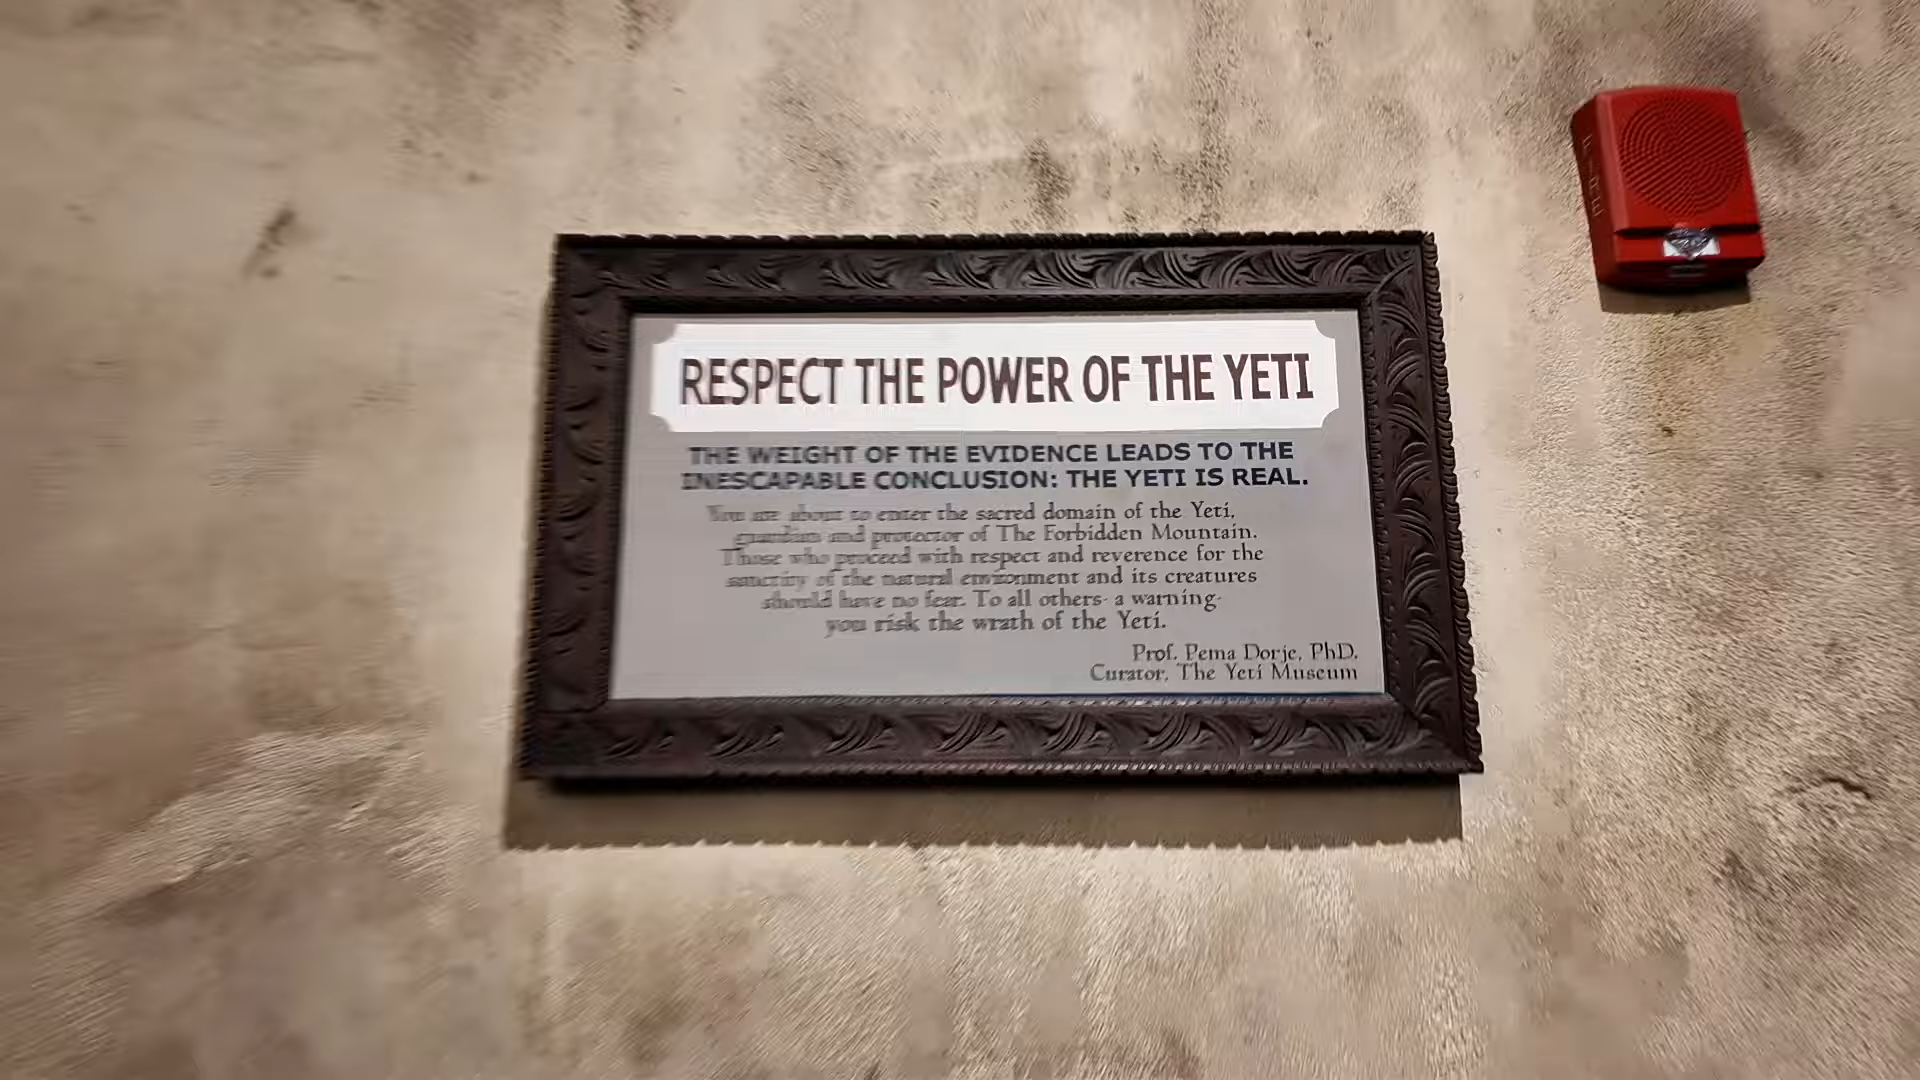 RESPECT THE POWER OF THE YETI
THE WEIGHT OF THE EVIDENCE LEADS TO THE
INESCAPABLE CONCLUSION: THE YETI IS REAL.
You are about to enter the sacred domain of the Yeti,
guardian and protector of The Forbidden Mountain.
Those who proceed with respect and reverence for the
sanctity of the natural environment and its creatures
should have no fear. To all others- a warning-
you risk the wrath of the Yeti.
Prof. Pema Dorje, PhD.
Curator, The Yeti Museum